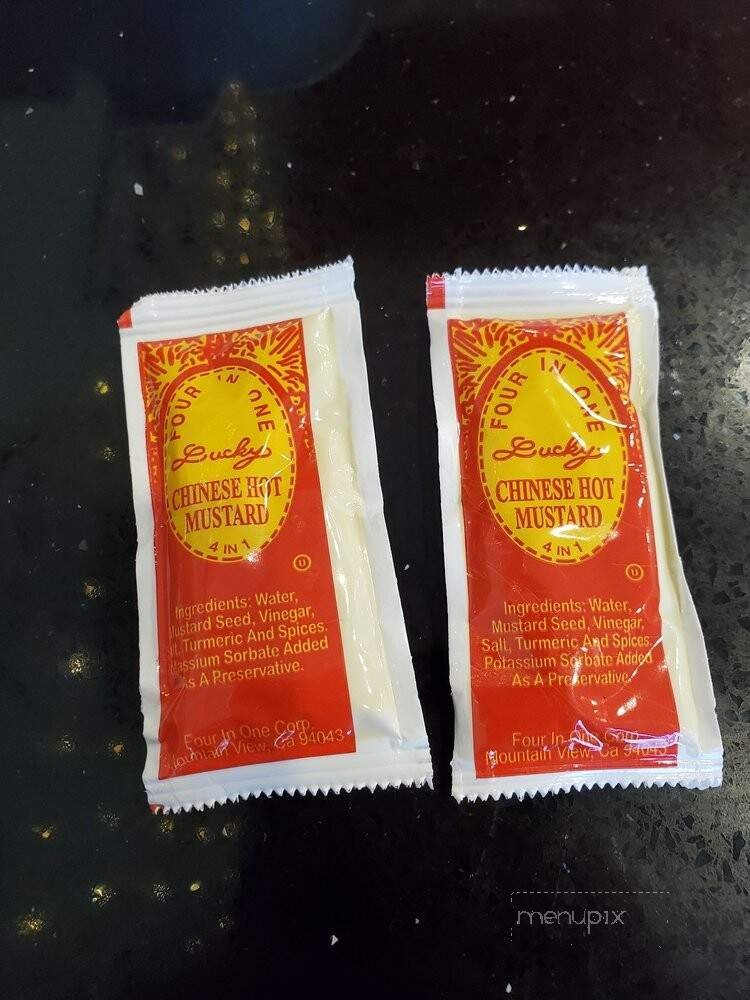 FOUR IN ONE
Lucky
CHINESE HOT
MUSTARD
4 IN 1
U
Ingredients: Water,
Mustard Seed, Vinegar,
Salt, Turmeric And Spices.
Potassium Sorbate Added
As A Preservative.
Four In One Corp.
Mountain View, Ca 94043
FOUR IN ONE
Lucky
CHINESE HOT
MUSTARD
4 IN 1
U
Ingredients: Water,
Mustard Seed, Vinegar,
Salt, Turmeric And Spices.
Potassium Sorbate Added
As A Preservative.
Four In One Corp.
Mountain View, Ca 94043
menupix